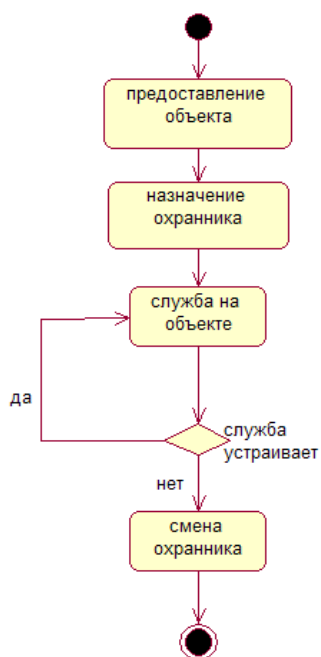 предоставление
объекта
назначение
охранника
служба на
объекте
да
служба
устраивает
нет
смена
охранника